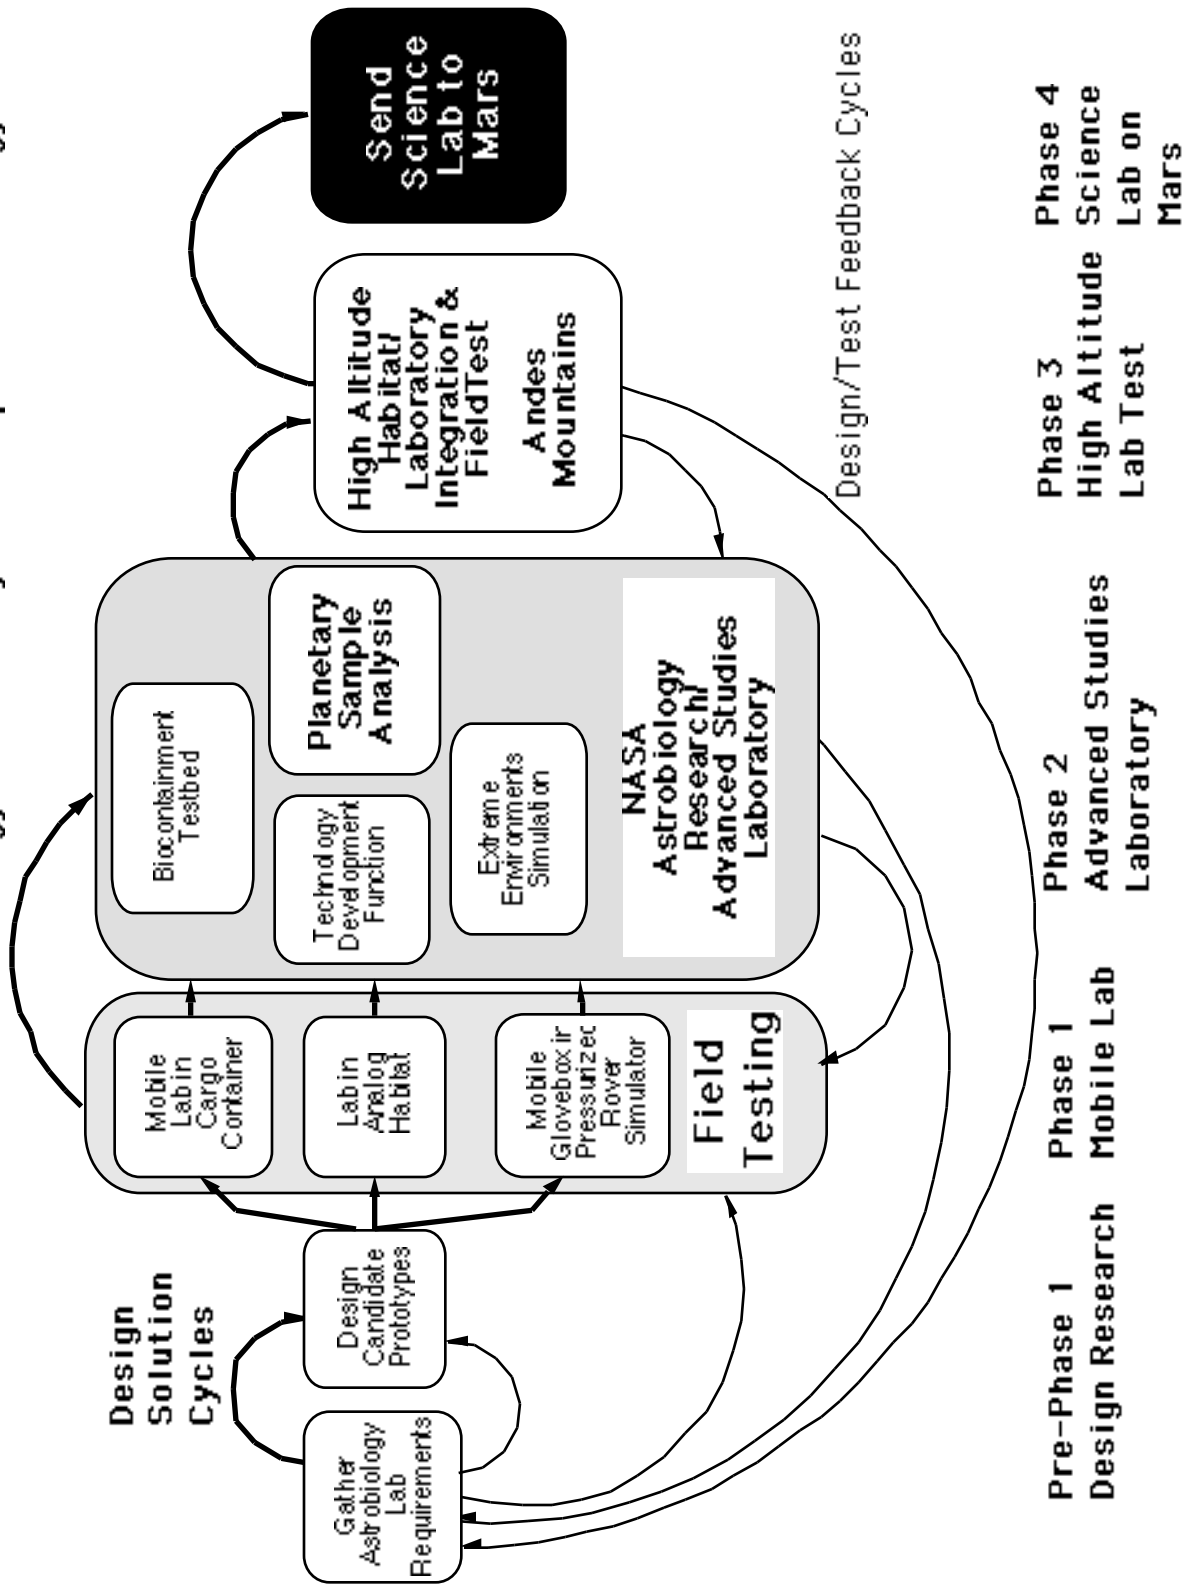 Design
Solution
Cycles
Gather
Astrobiology
Lab
Requirements
Design
Candidate
Prototypes
Mobile
Lab in
Cargo
Container
Lab in
Analog
Habitat
Mobile
Glovebox ir
Pressurized
Rover
Simulator
Field
Testing
Biocontainment
Testbed
Technology
Development
Function
Planetary
Sample
Analysis
Extreme
Environments
Simulation
NASA
Astrobiology
Research/
Advanced Studies
Laboratory
High Altitude
Habitat/
Laboratory
Integration &
FieldTest
Andes
Mountains
Send
Science
Lab to
Mars
Design/Test Feedback Cycles
Pre-Phase 1
Design Research
Phase 1
Mobile Lab
Phase 2
Advanced Studies
Laboratory
Phase 3
High Altitude
Lab Test
Phase 4
Science
Lab on
Mars